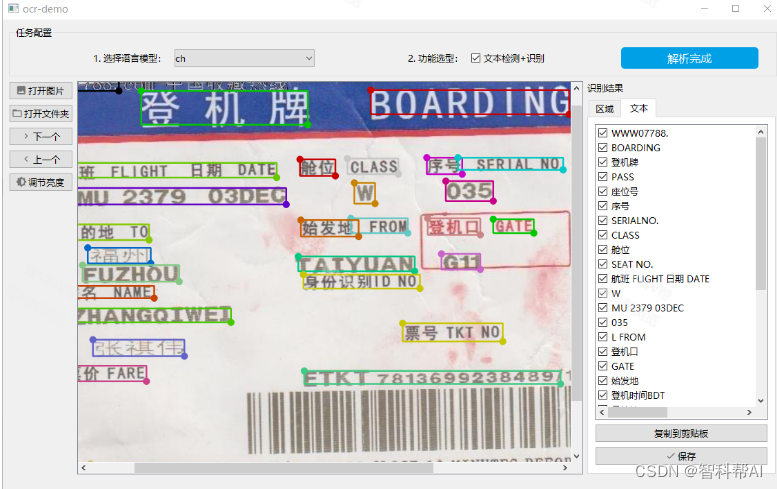 ocr-demo
任务配置
1. 选择语言模型: ch
2. 功能选型: 文本检测+识别
解析完成
打开图片
打开文件夹
> 下一个
< 上一个
调节亮度
登机牌 BOARDING
班 FLIGHT 日期 DATE 舱位 CLASS 序号 SERIAL NO
MU 2379 03DEC W 035
的地 TO 始发地 FROM 登机口 GATE
福州
FUZHOU TAIYUAN G11
身份识别ID NO
名 NAME
ZHANGQIWEI
票号 TKT NO
张祺伟
价 FARE
ETKT 7813699238489/1
识别结果
区域 文本
WWW07788.
BOARDING
登机牌
PASS
座位号
序号
SERIALNO.
CLASS
舱位
SEAT NO.
航班 FLIGHT 日期 DATE
W
MU 2379 03DEC
035
L FROM
登机口
GATE
始发地
登机时间BDT
复制到剪贴板
保存
CSDN @智科帮AI